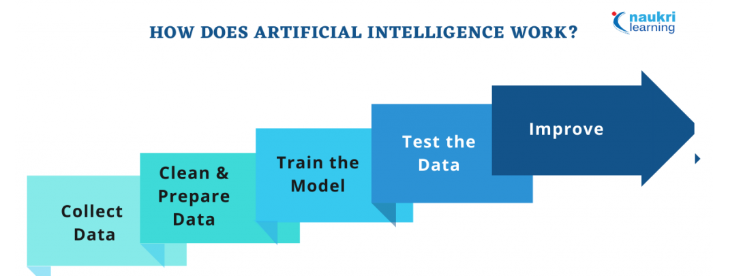 HOW DOES ARTIFICIAL INTELLIGENCE WORK?
naukri
learning
Collect
Data
Clean &
Prepare
Data
Train the
Model
Test the
Data
Improve